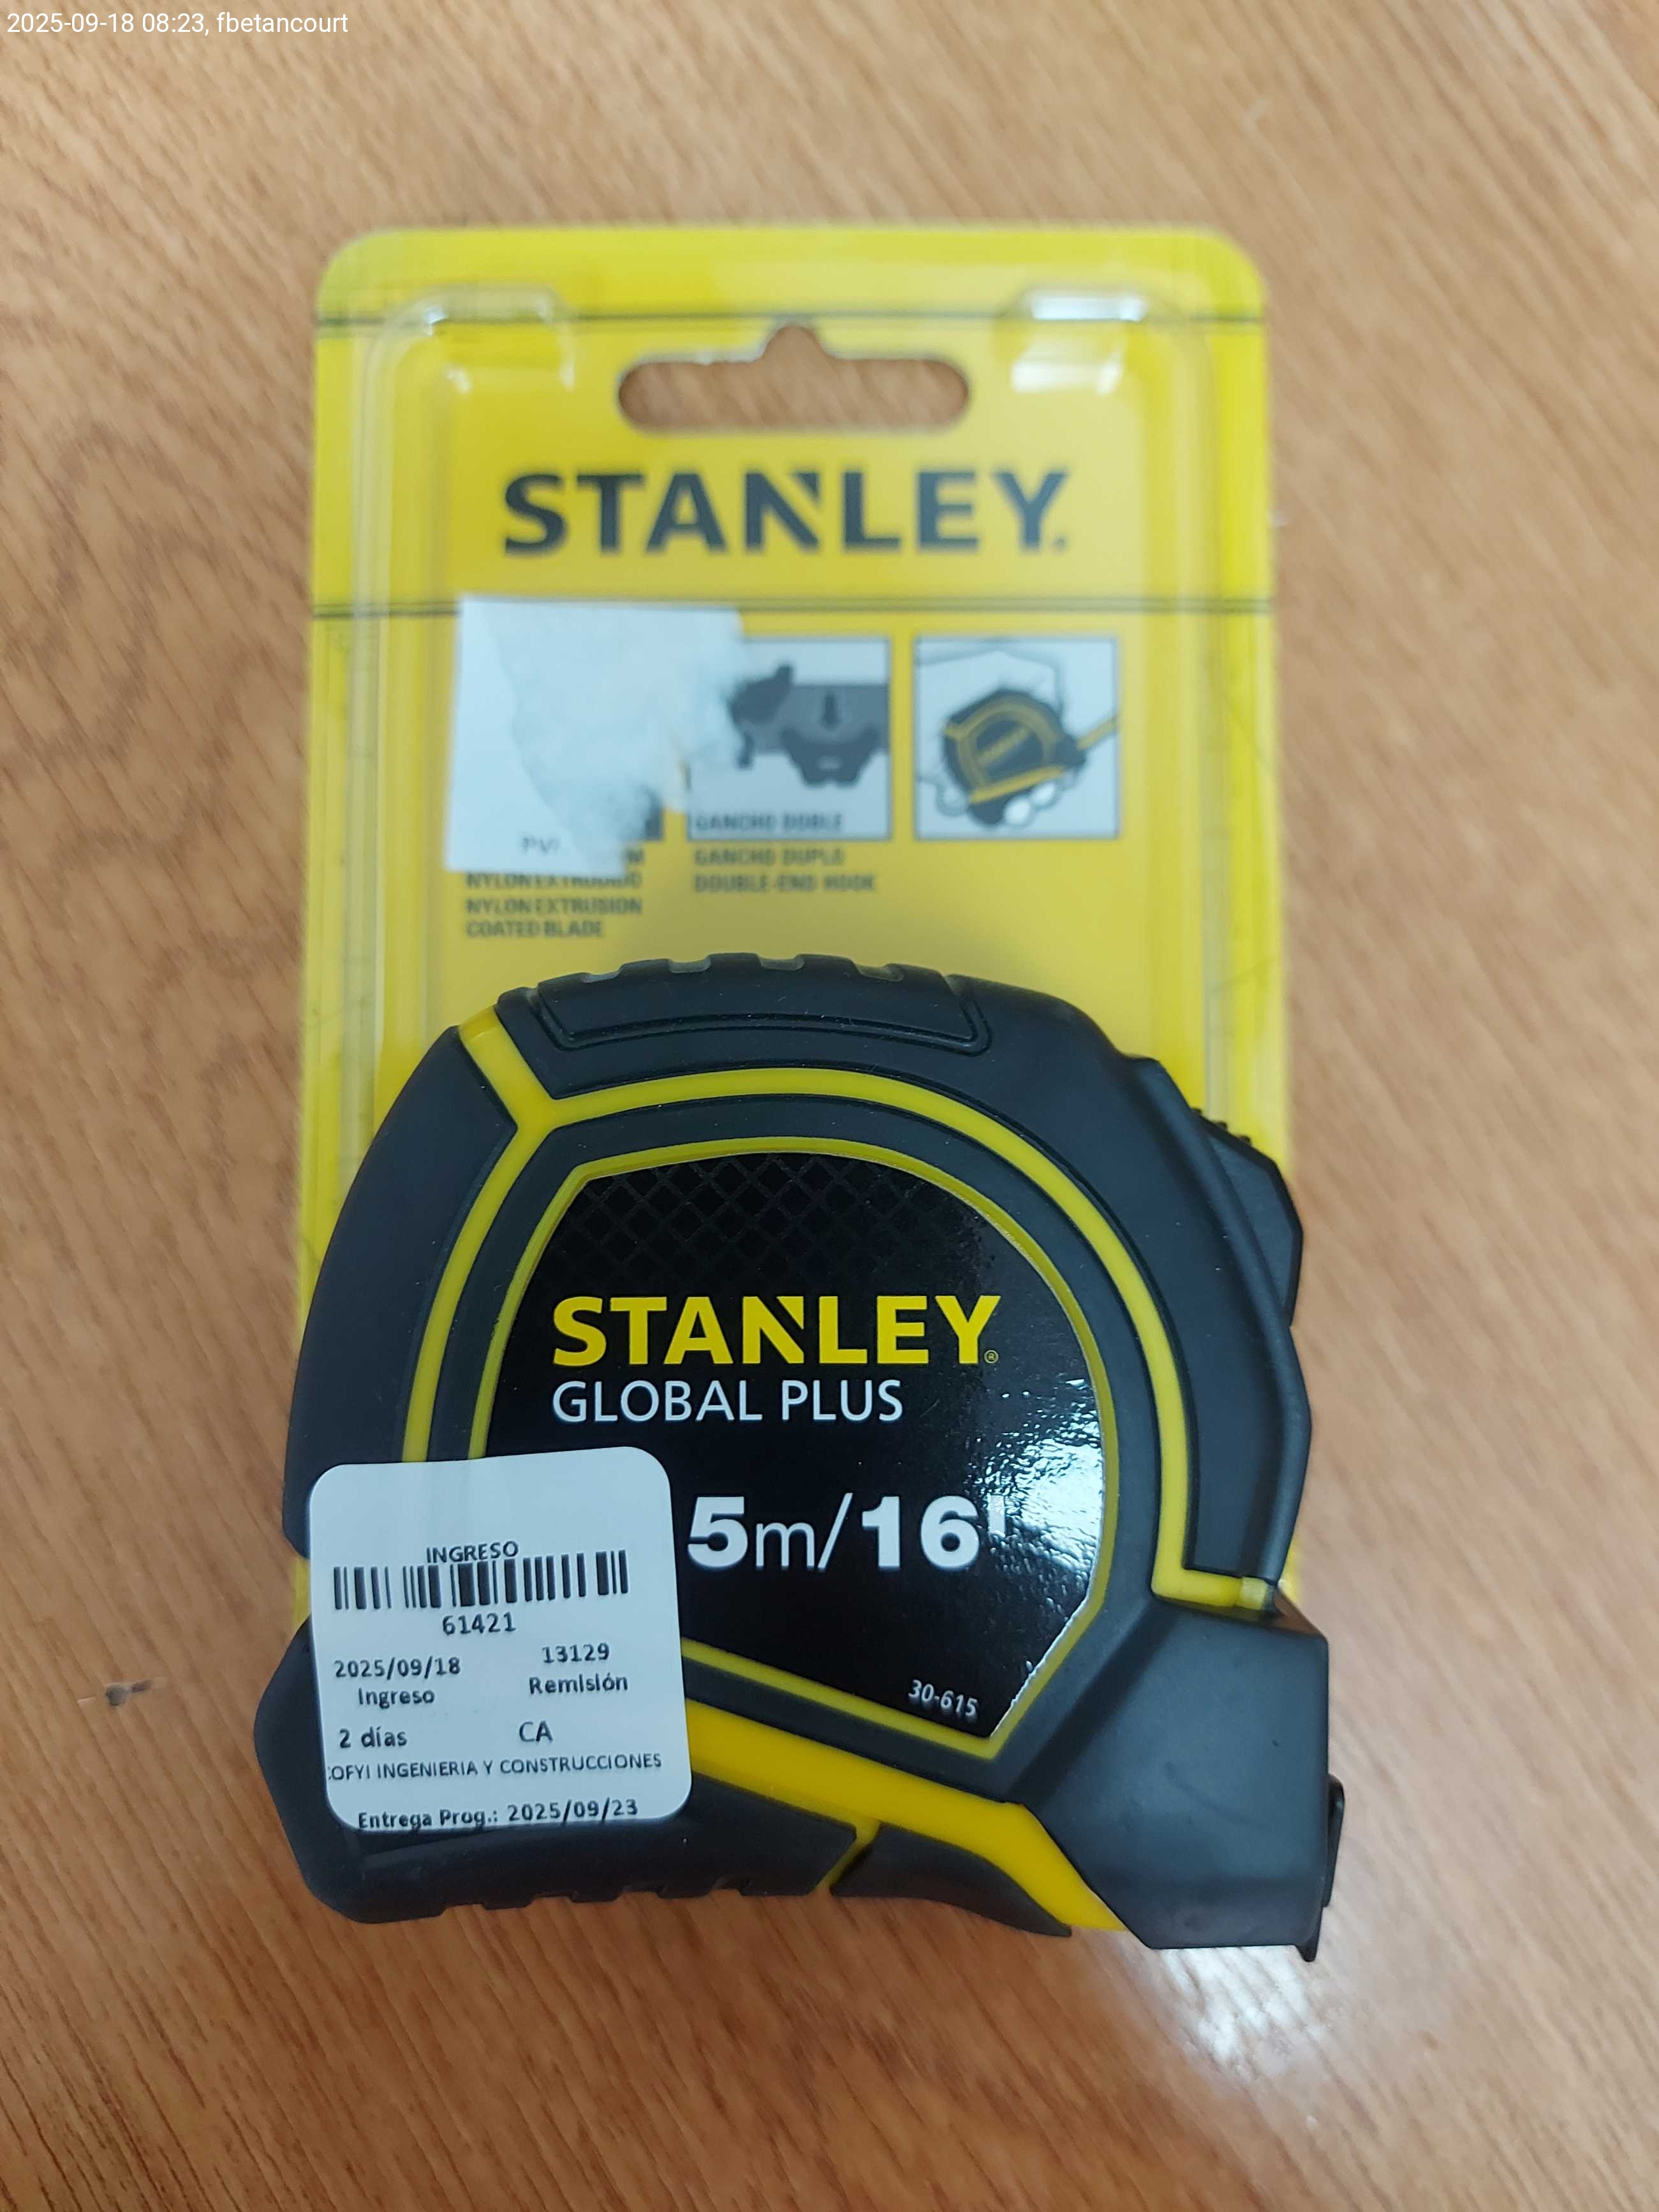 2025-09-18 08:23, fbetancourt
STANLEY.
PVI
M
NYLON EXTRUDADO
NYLON EXTRUSION
COATED BLADE
GANCHO DOBLE
GANCHO DUPLO
DOUBLE-END HOOK
STANLEY®
GLOBAL PLUS
5m/16'
30-615
INGRESO
61421
2025/09/18
Ingreso
13129
Remisión
2 días
CA
COFYI INGENIERIA Y CONSTRUCCIONES
Entrega Prog.: 2025/09/23